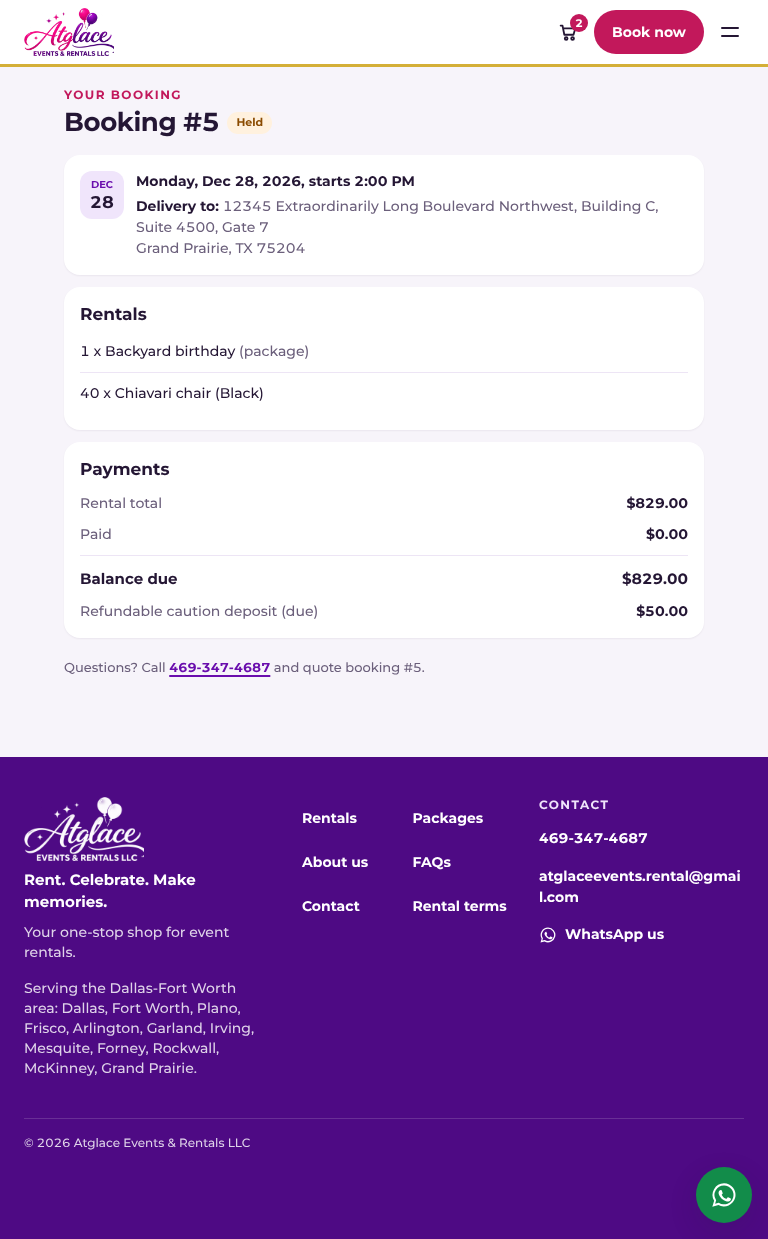 Atglace
EVENTS & RENTALS LLC
2
Book now
YOUR BOOKING
Booking #5
Held
DEC
28
Monday, Dec 28, 2026, starts 2:00 PM
Delivery to: 12345 Extraordinarily Long Boulevard Northwest, Building C,
Suite 4500, Gate 7
Grand Prairie, TX 75204
Rentals
1 x Backyard birthday (package)
40 x Chiavari chair (Black)
Payments
Rental total $829.00
Paid $0.00
Balance due $829.00
Refundable caution deposit (due) $50.00
Questions? Call 469-347-4687 and quote booking #5.
Atglace
EVENTS & RENTALS LLC
Rent. Celebrate. Make
memories.
Your one-stop shop for event
rentals.
Serving the Dallas-Fort Worth
area: Dallas, Fort Worth, Plano,
Frisco, Arlington, Garland, Irving,
Mesquite, Forney, Rockwall,
McKinney, Grand Prairie.
Rentals
Packages
About us
FAQs
Contact
Rental terms
CONTACT
469-347-4687
atglaceevents.rental@gmai
l.com
WhatsApp us
© 2026 Atglace Events & Rentals LLC